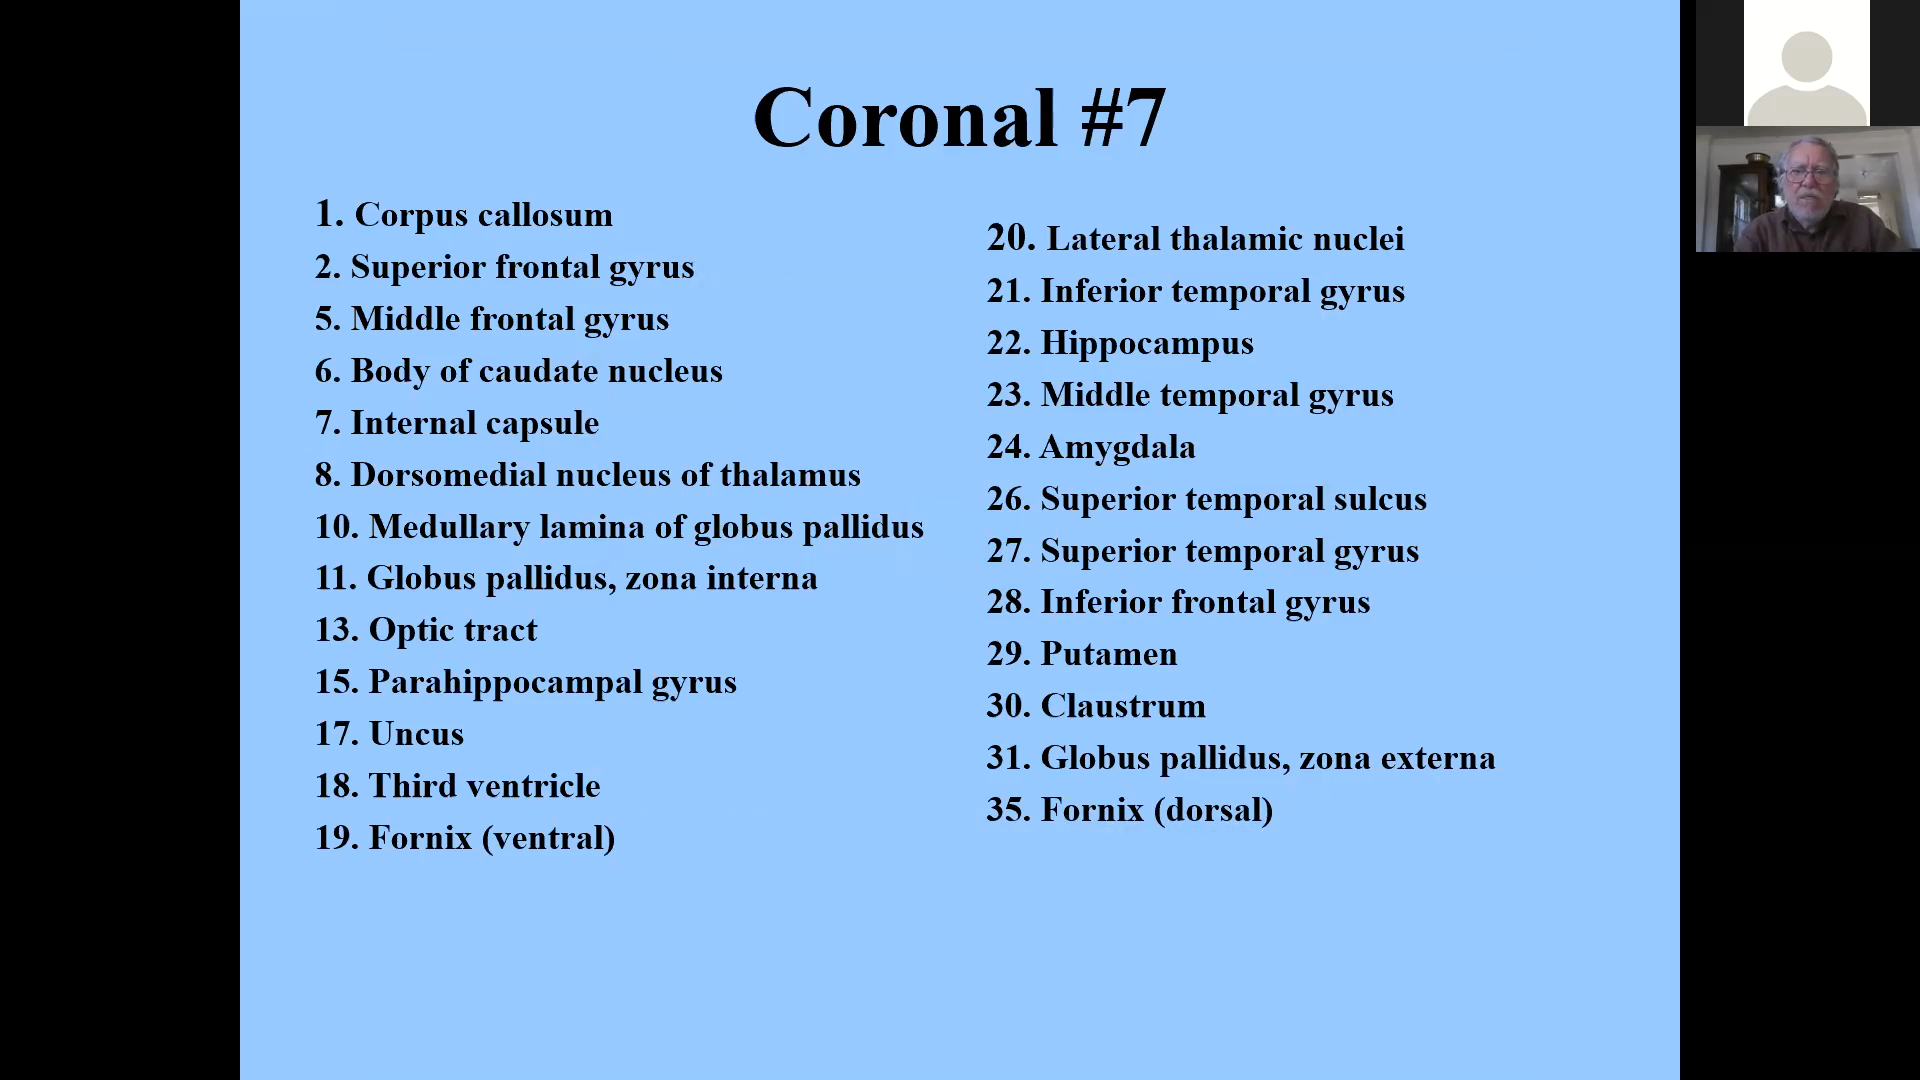 Coronal #7
1. Corpus callosum
2. Superior frontal gyrus
5. Middle frontal gyrus
6. Body of caudate nucleus
7. Internal capsule
8. Dorsomedial nucleus of thalamus
10. Medullary lamina of globus pallidus
11. Globus pallidus, zona interna
13. Optic tract
15. Parahippocampal gyrus
17. Uncus
18. Third ventricle
19. Fornix (ventral)
20. Lateral thalamic nuclei
21. Inferior temporal gyrus
22. Hippocampus
23. Middle temporal gyrus
24. Amygdala
26. Superior temporal sulcus
27. Superior temporal gyrus
28. Inferior frontal gyrus
29. Putamen
30. Claustrum
31. Globus pallidus, zona externa
35. Fornix (dorsal)